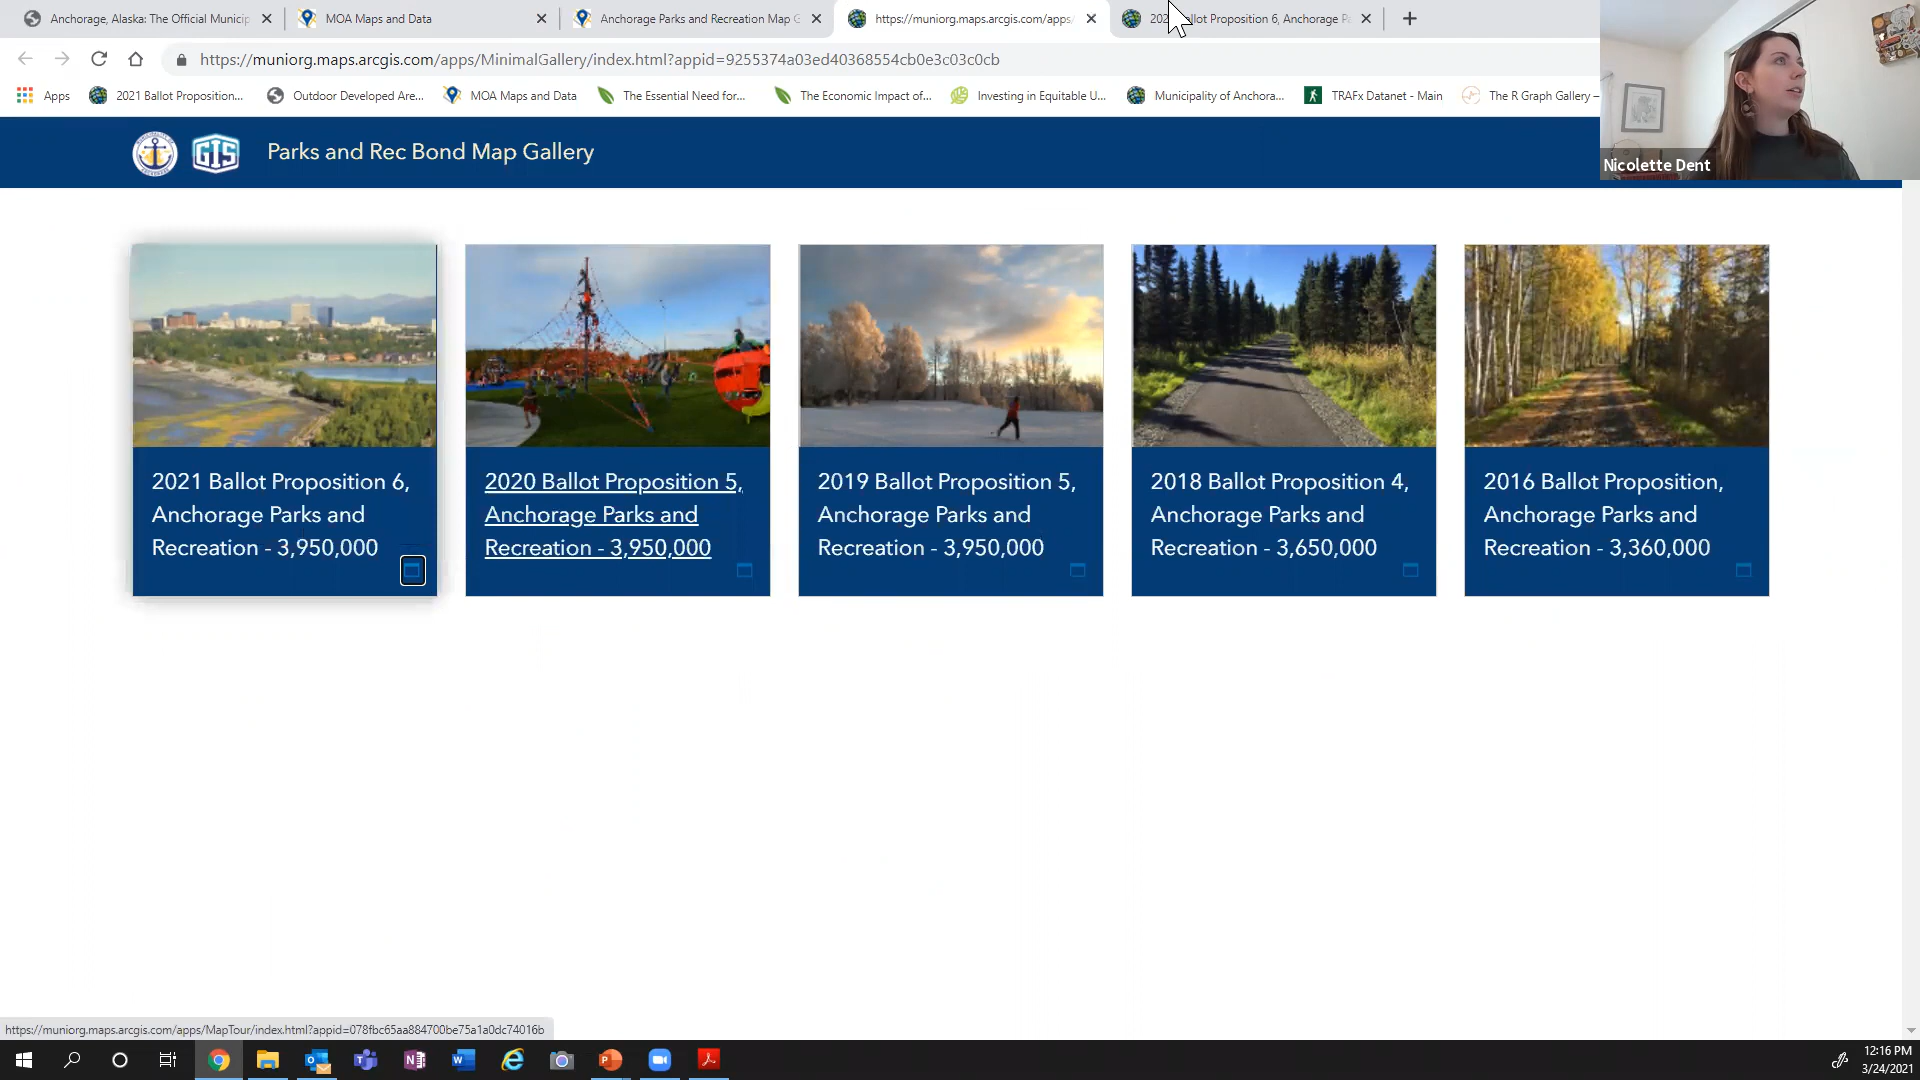 Anchorage, Alaska: The Official Municip
MOA Maps and Data
Anchorage Parks and Recreation Map G
https://muniorg.maps.arcgis.com/apps/
Ballot Proposition 6, Anchorage Pa
https://muniorg.maps.arcgis.com/apps/MinimalGallery/index.html?appid=9255374a03ed40368554cb0e3c03c0cb
Apps
2021 Ballot Proposition...
Outdoor Developed Are...
MOA Maps and Data
The Essential Need for...
The Economic Impact of...
Investing in Equitable U...
Municipality of Anchora...
TRAFx Datanet - Main
The R Graph Gallery –
Nicolette Dent
GIS
Parks and Rec Bond Map Gallery
2021 Ballot Proposition 6,
Anchorage Parks and
Recreation - 3,950,000
2020 Ballot Proposition 5,
Anchorage Parks and
Recreation - 3,950,000
2019 Ballot Proposition 5,
Anchorage Parks and
Recreation - 3,950,000
2018 Ballot Proposition 4,
Anchorage Parks and
Recreation - 3,650,000
2016 Ballot Proposition,
Anchorage Parks and
Recreation - 3,360,000
https://muniorg.maps.arcgis.com/apps/MapTour/index.html?appid=078fbc65aa884700be75a1a0dc74016b
12:16 PM
3/24/2021